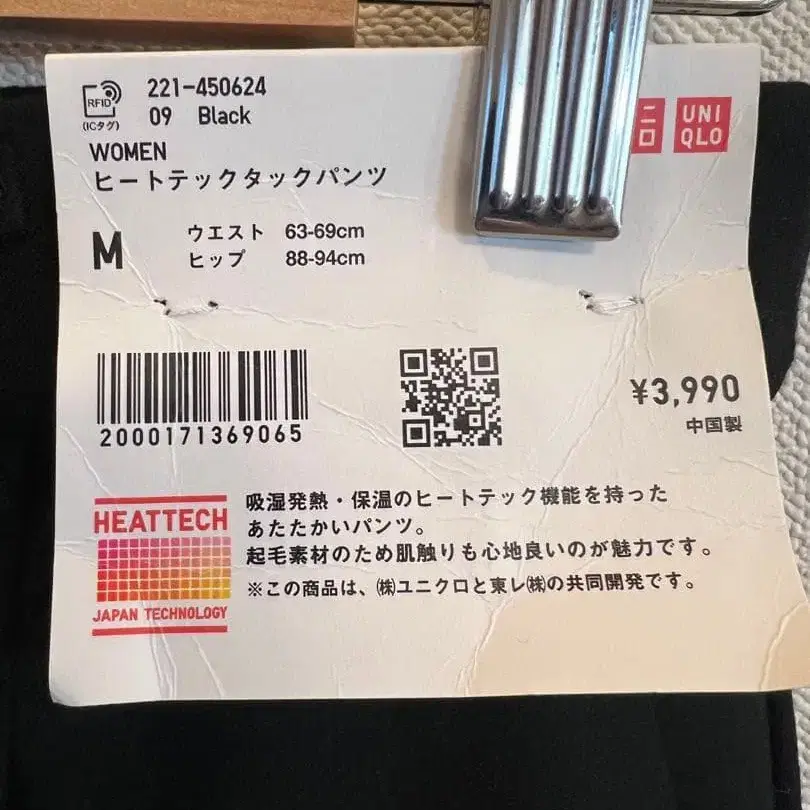 RFID
(ICタグ)
221-450624
09 Black
ニ
ロ
UNI
QLO
WOMEN
ヒートテックタックパンツ
M
ウエスト 63-69cm
ヒップ 88-94cm
2000171369065
¥3,990
中国製
HEATTECH
JAPAN TECHNOLOGY
吸湿発熱・保温のヒートテック機能を持った
あたたかいパンツ。
起毛素材のため肌触りも心地良いのが魅力です。
※この商品は、㈱ユニクロと東レ㈱の共同開発です。